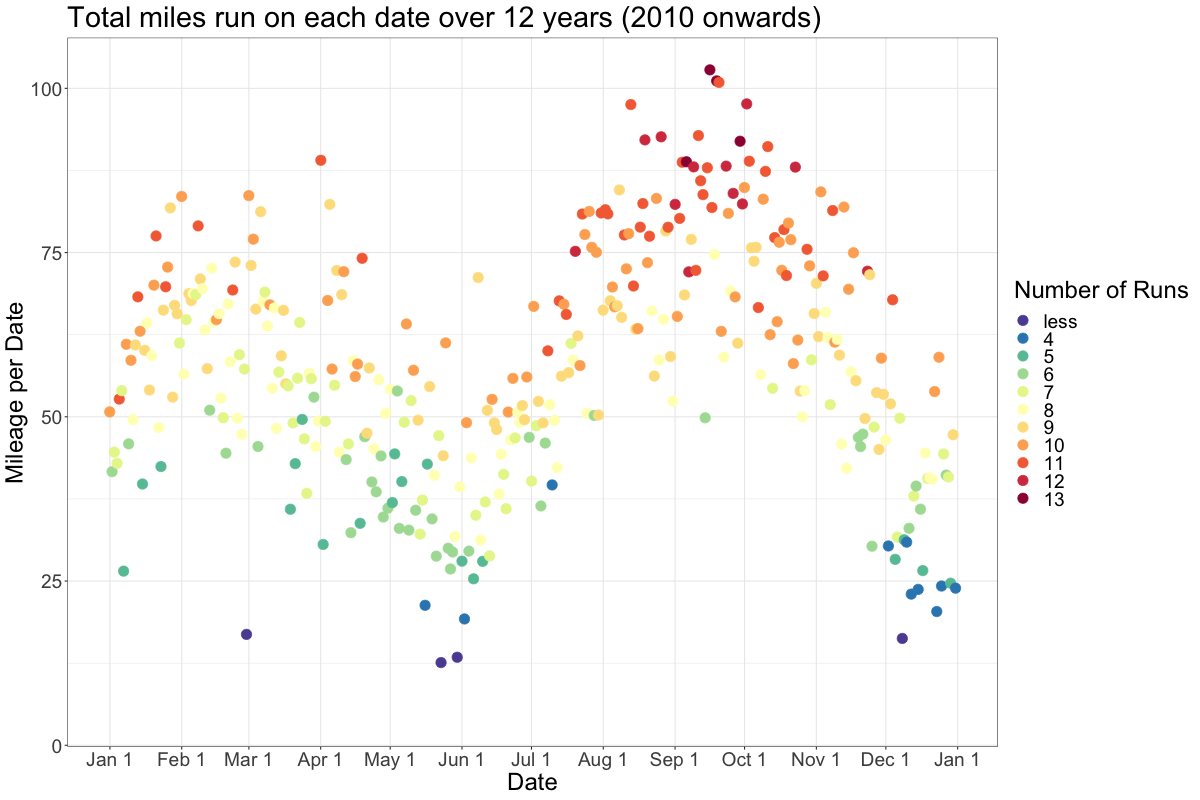 Total miles run on each date over 12 years (2010 onwards)
100
75
50
25
0
Mileage per Date
Jan 1 Feb 1 Mar 1 Apr 1 May 1 Jun 1 Jul 1 Aug 1 Sep 1 Oct 1 Nov 1 Dec 1 Jan 1
Date
Number of Runs
less
4
5
6
7
8
9
10
11
12
13